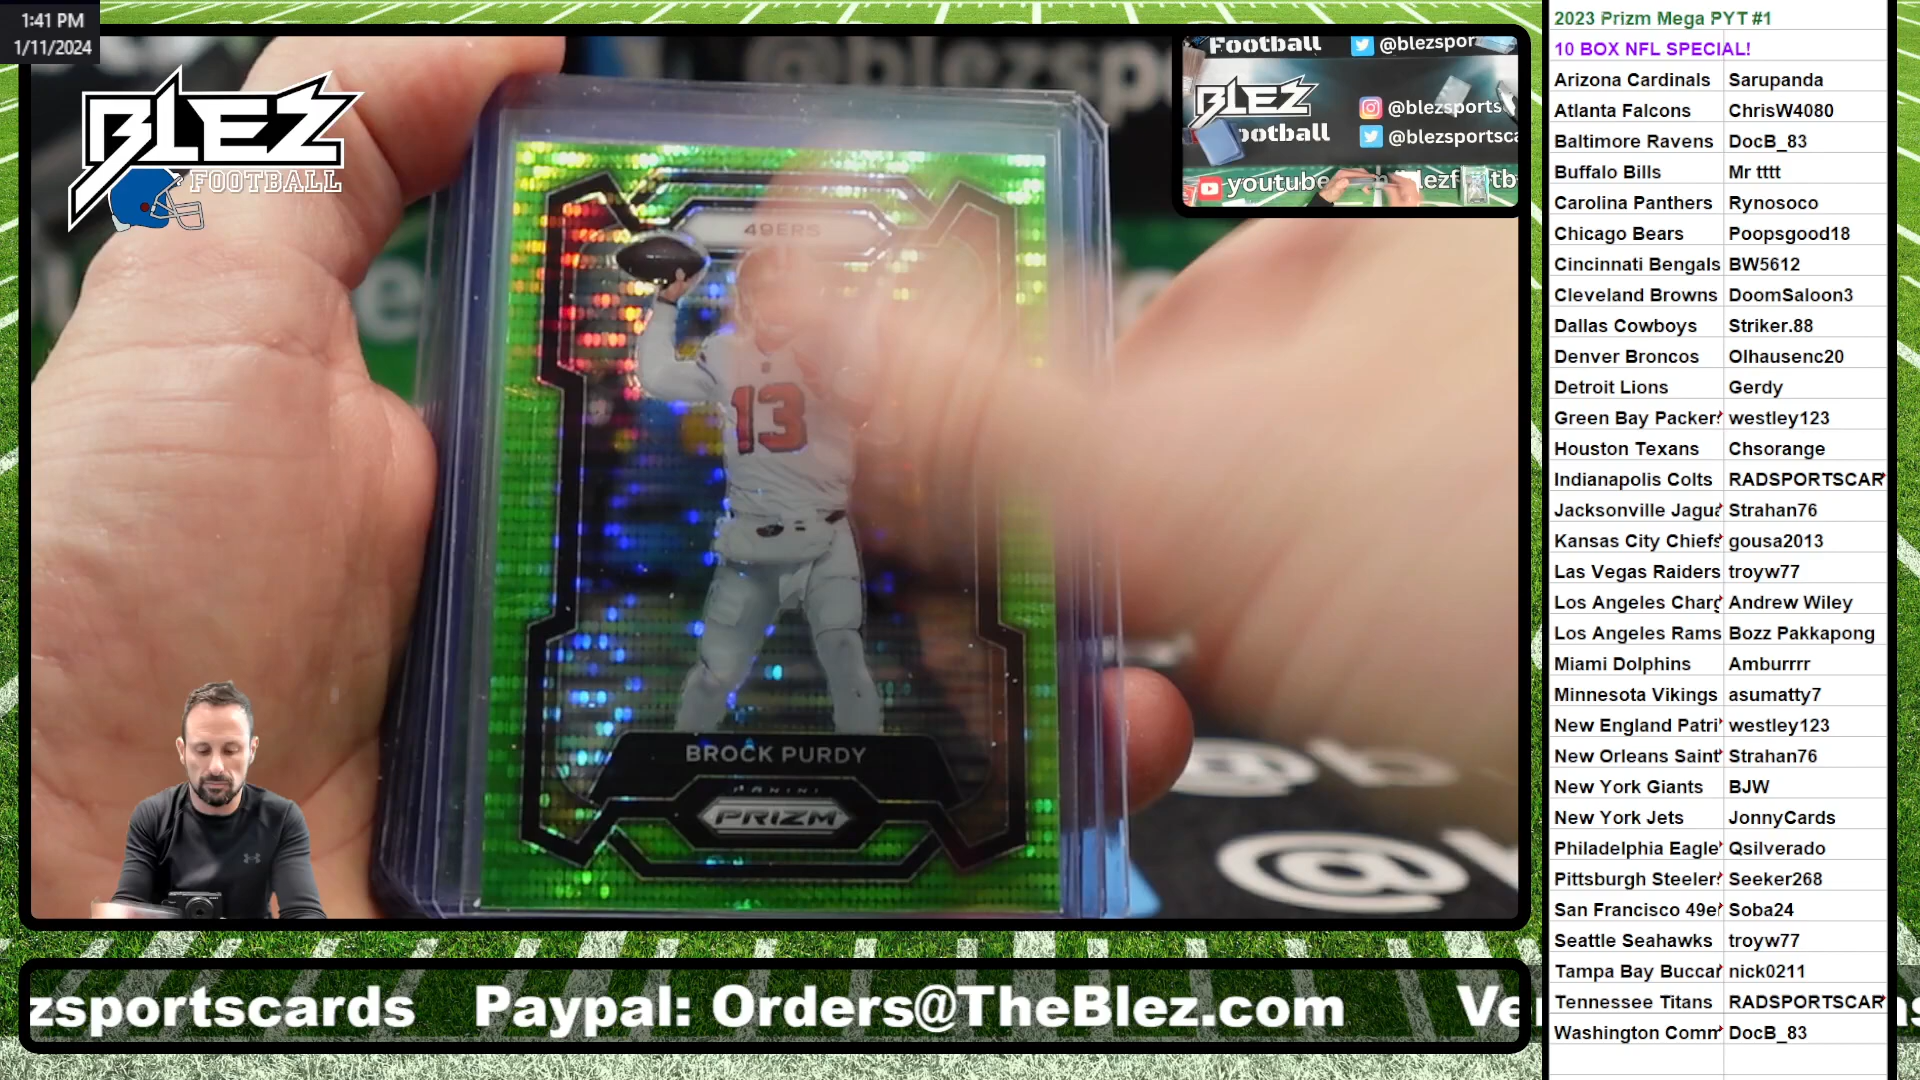 1:41 PM
1/11/2024
BLEZ
FOOTBALL
49ERS
13
BROCK PURDY
PANINI
PRIZM
@blezsp
@b
@b
Football
@blezspor
BLEZ
ootball
@blezsports
@blezsportsca
youtube
lezf
tb
zsportscards Paypal: Orders@TheBlez.com Ve
2023 Prizm Mega PYT #1
10 BOX NFL SPECIAL!
Arizona Cardinals Sarupanda
Atlanta Falcons ChrisW4080
Baltimore Ravens DocB_83
Buffalo Bills Mr tttt
Carolina Panthers Rynosoco
Chicago Bears Poopsgood18
Cincinnati Bengals BW5612
Cleveland Browns DoomSaloon3
Dallas Cowboys Striker.88
Denver Broncos Olhausenc20
Detroit Lions Gerdy
Green Bay Packer westley123
Houston Texans Chsorange
Indianapolis Colts RADSPORTSCAR
Jacksonville Jagua Strahan76
Kansas City Chiefs gousa2013
Las Vegas Raiders troyw77
Los Angeles Charg Andrew Wiley
Los Angeles Rams Bozz Pakkapong
Miami Dolphins Amburrrr
Minnesota Vikings asumatty7
New England Patri westley123
New Orleans Saint Strahan76
New York Giants BJW
New York Jets JonnyCards
Philadelphia Eagle Qsilverado
Pittsburgh Steeler Seeker268
San Francisco 49er Soba24
Seattle Seahawks troyw77
Tampa Bay Buccar nick0211
Tennessee Titans RADSPORTSCAR
Washington Comm DocB_83